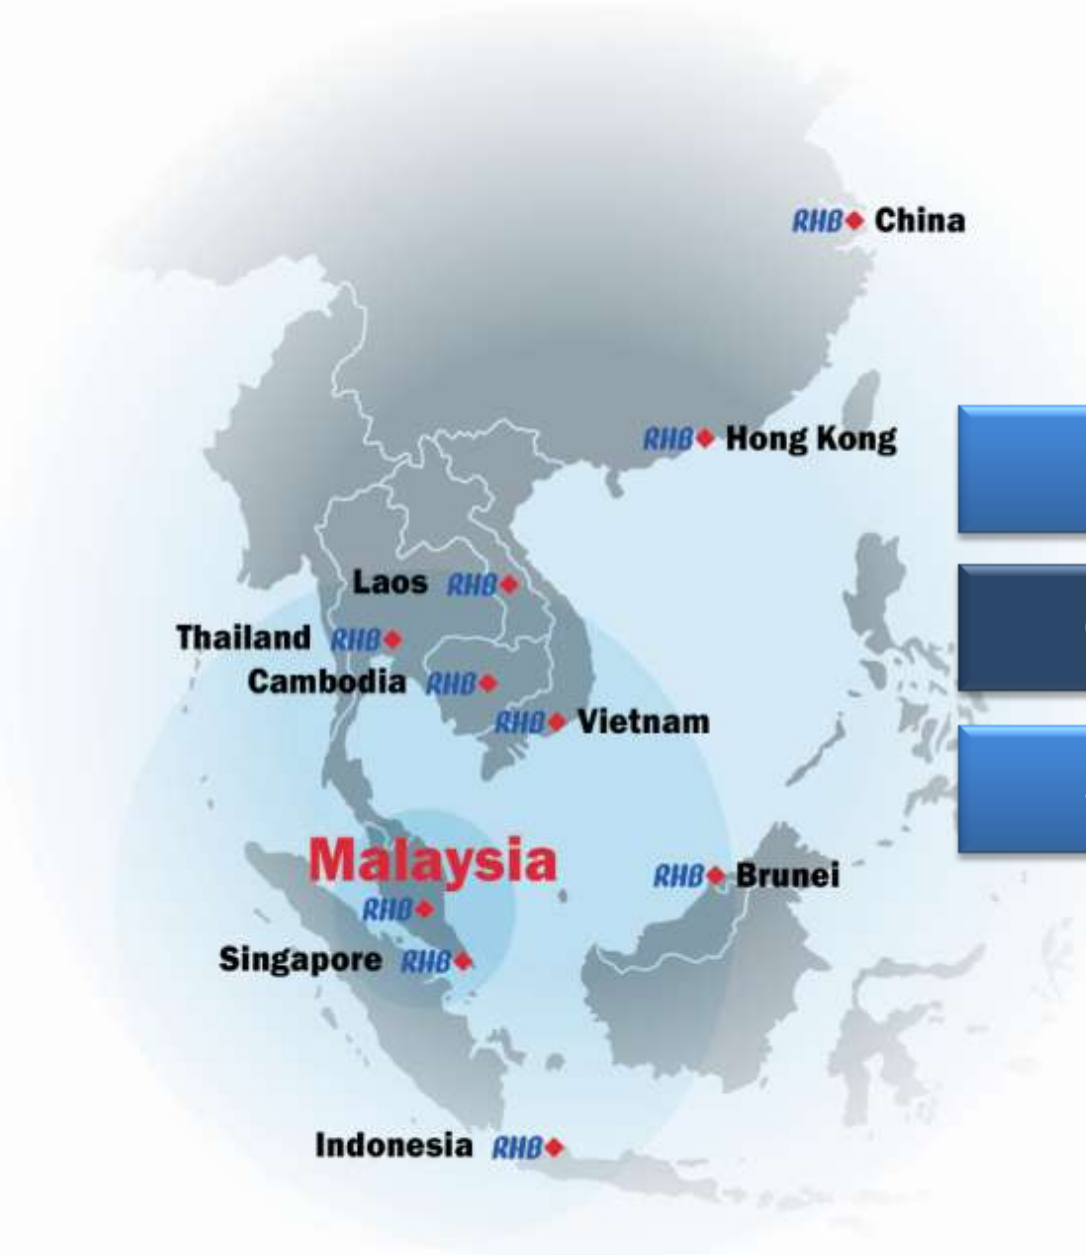 RHB China
RHB Hong Kong
Laos RHB
Thailand RHB
Cambodia RHB
RHB Vietnam
Malaysia
RHB Brunei
RHB
Singapore RHB
Indonesia RHB